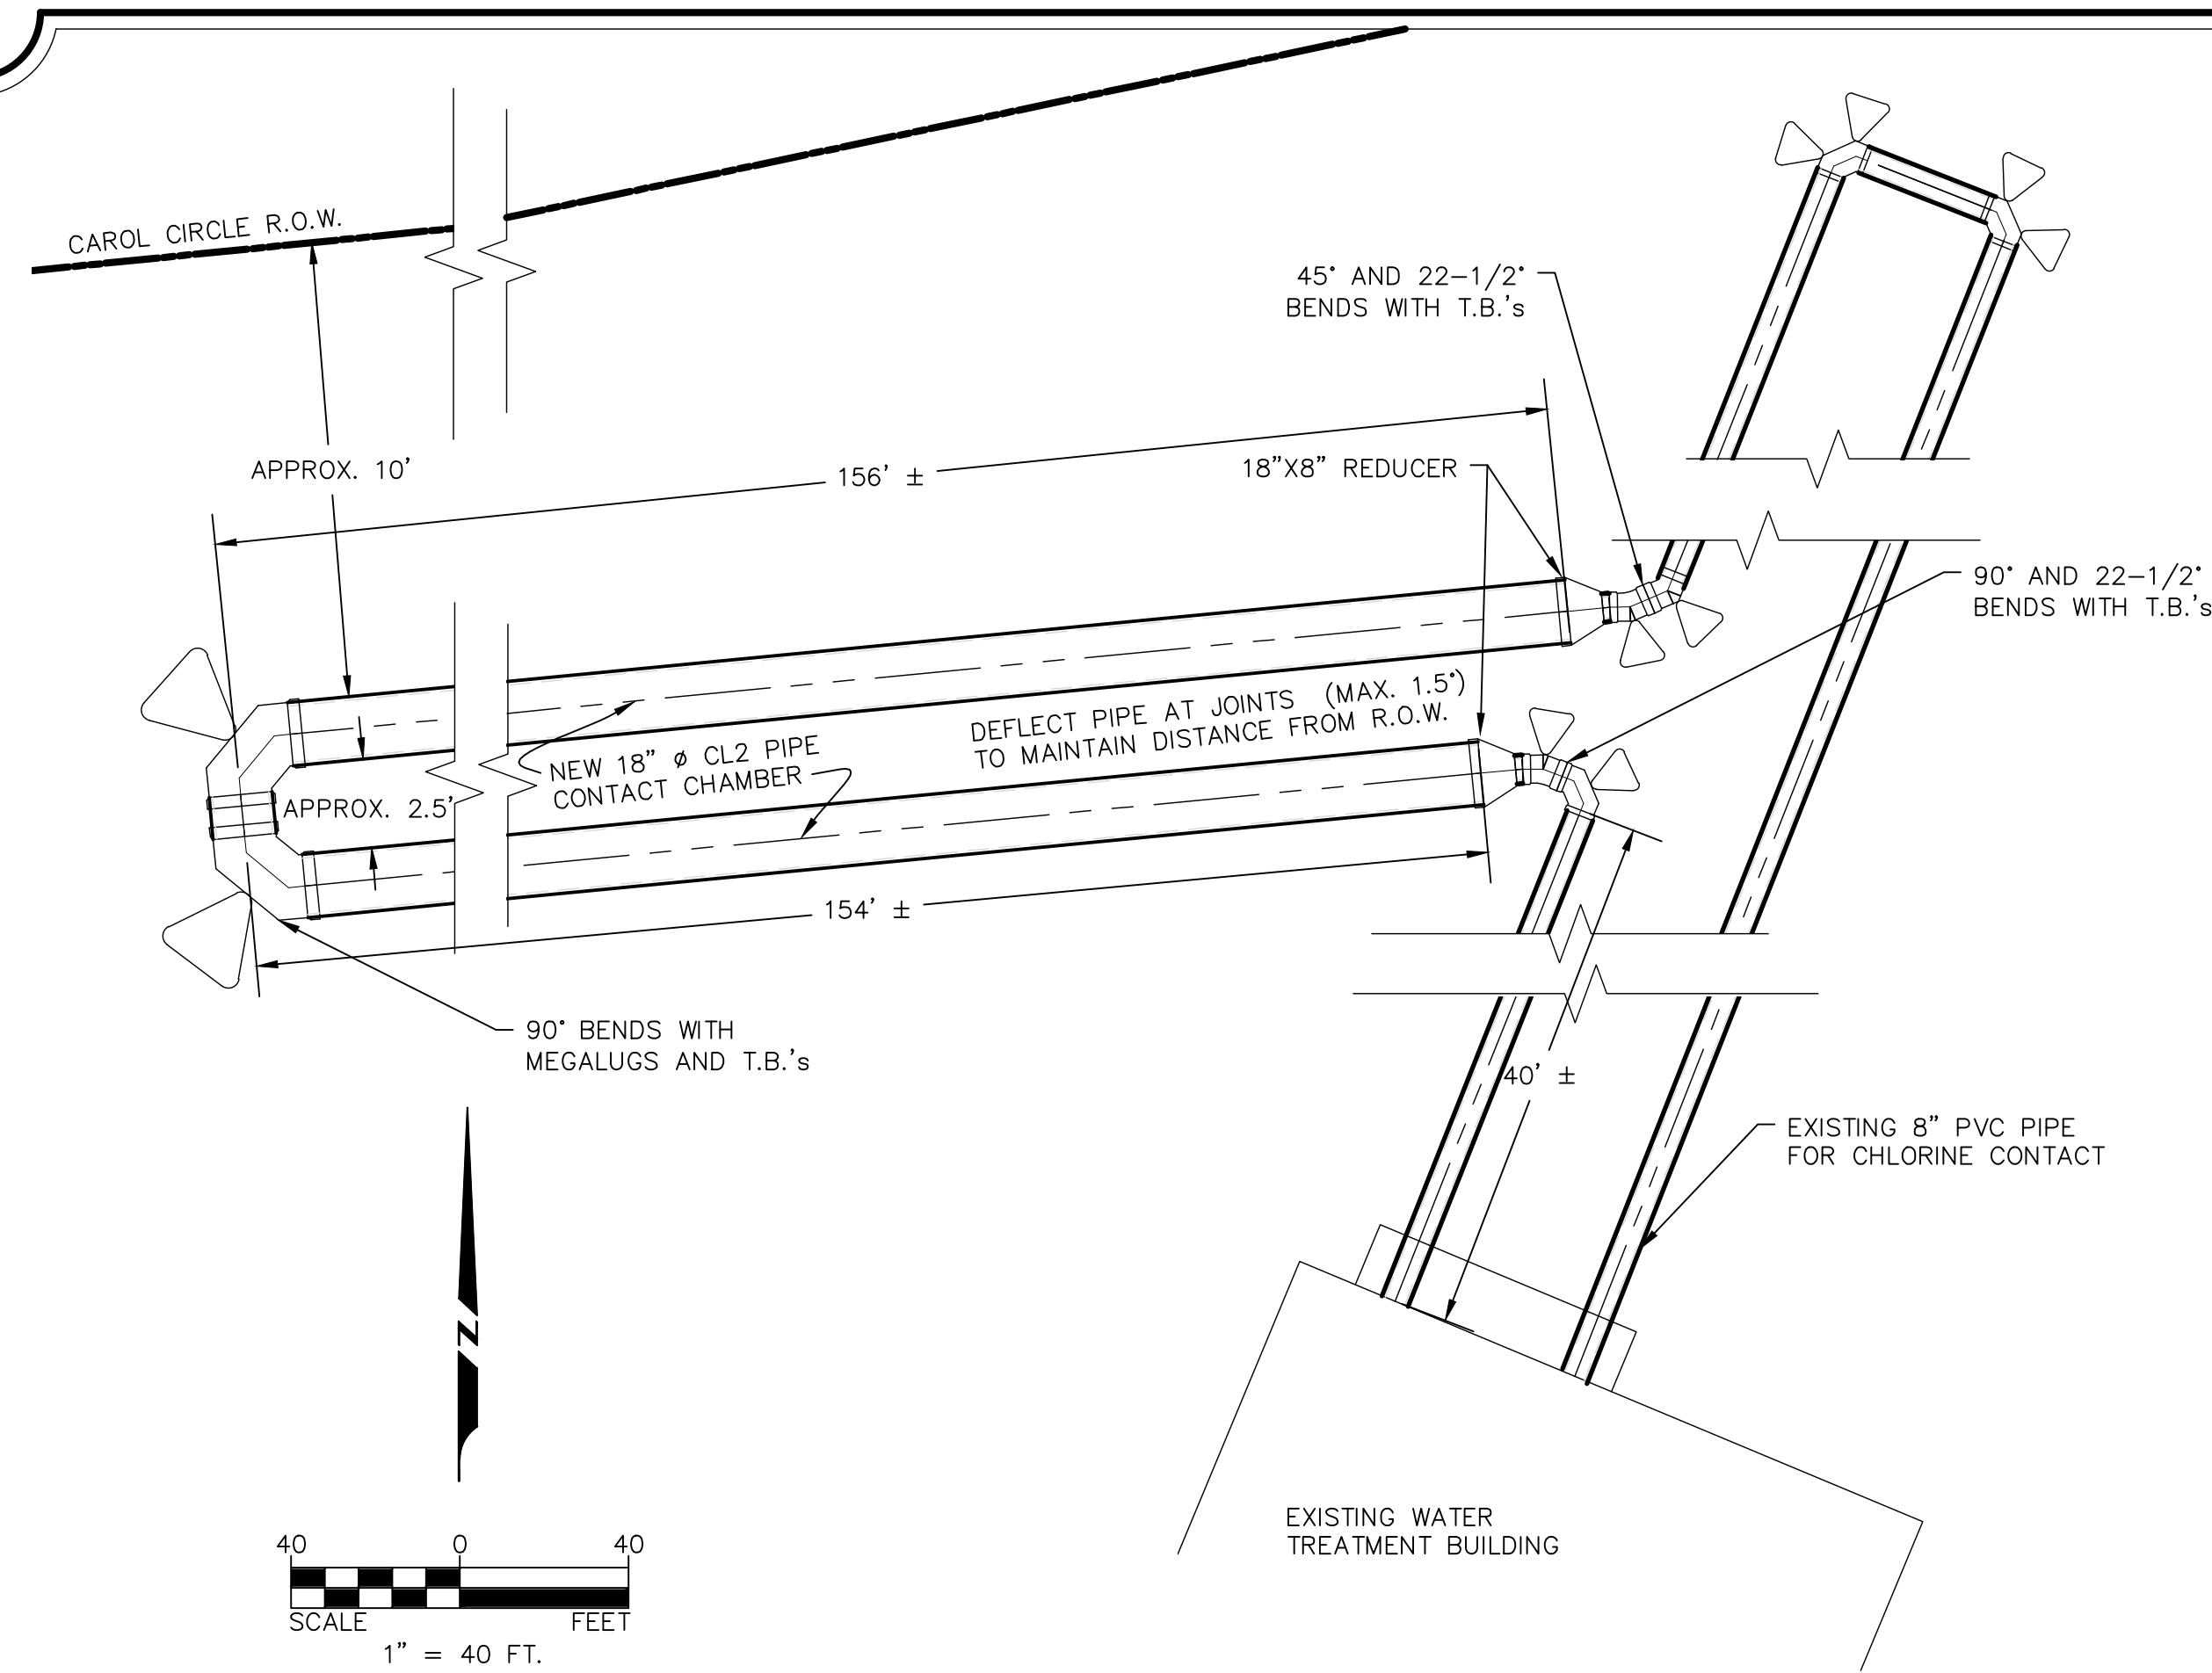 CAROL CIRCLE R.O.W.
45° AND 22-1/2°
BENDS WITH T.B.'s
APPROX. 10'
156' ±
18"X8" REDUCER
90° AND 22-1/2°
BENDS WITH T.B.'s
DEFLECT PIPE AT JOINTS (MAX. 1.5°)
TO MAINTAIN DISTANCE FROM R.O.W.
NEW 18" Ø CL2 PIPE
CONTACT CHAMBER
APPROX. 2.5'
154' ±
90° BENDS WITH
MEGALUGS AND T.B.'s
40' ±
EXISTING 8" PVC PIPE
FOR CHLORINE CONTACT
N
EXISTING WATER
TREATMENT BUILDING
40 0 40
SCALE FEET
1" = 40 FT.